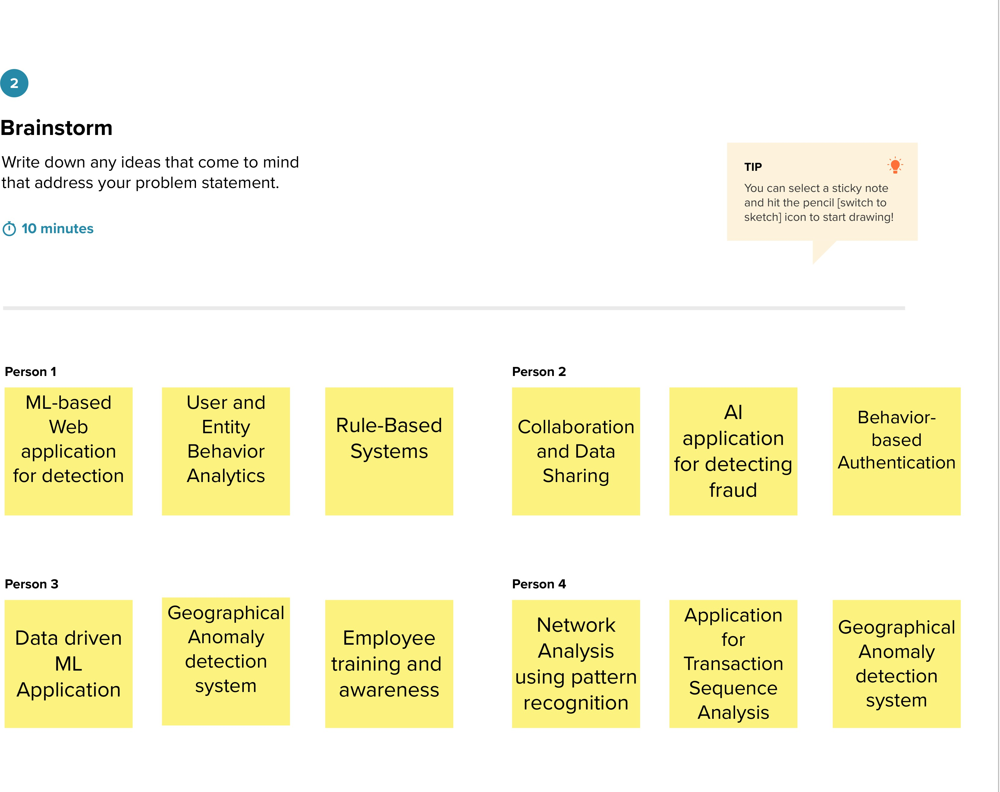 2
Brainstorm
Write down any ideas that come to mind
that address your problem statement.
10 minutes
TIP
You can select a sticky note
and hit the pencil [switch to
sketch] icon to start drawing!
Person 1
ML-based
Web
application
for detection
User and
Entity
Behavior
Analytics
Rule-Based
Systems
Person 2
Collaboration
and Data
Sharing
AI
application
for detecting
fraud
Behavior-
based
Authentication
Person 3
Data driven
ML
Application
Geographical
Anomaly
detection
system
Employee
training and
awareness
Person 4
Network
Analysis
using pattern
recognition
Application
for
Transaction
Sequence
Analysis
Geographical
Anomaly
detection
system